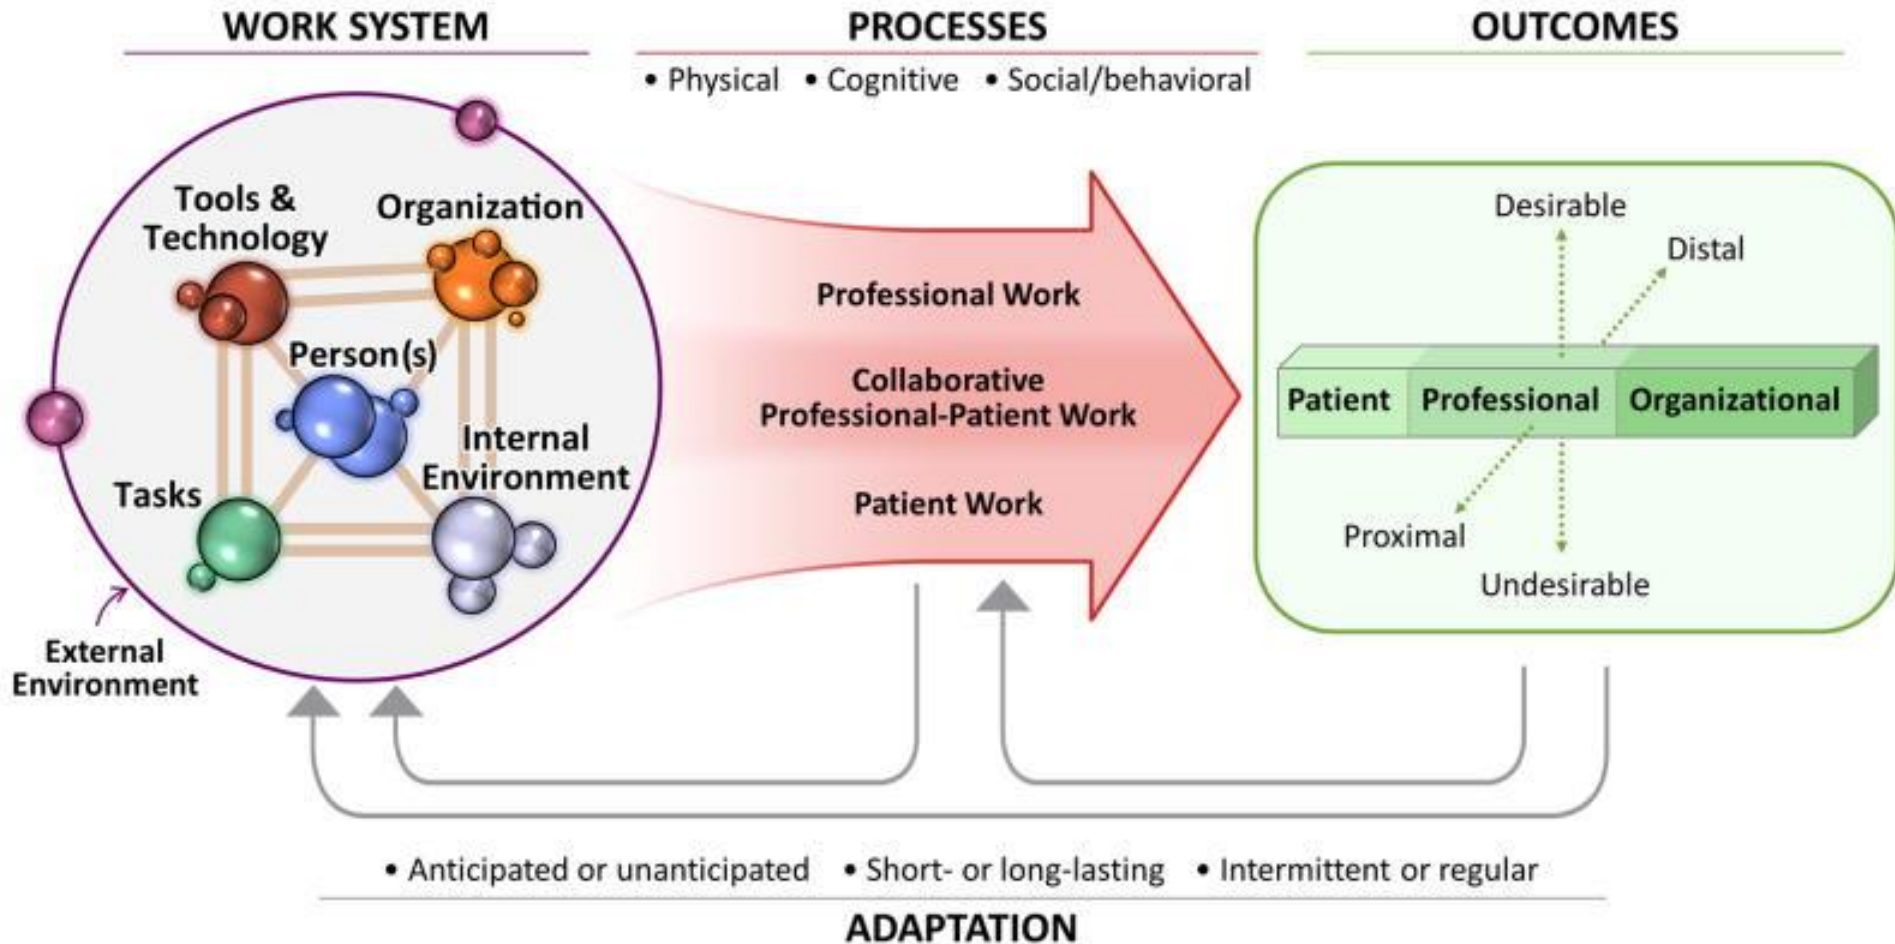 WORK SYSTEM
PROCESSES
OUTCOMES
• Physical • Cognitive • Social/behavioral
Tools &
Technology
Organization
Person(s)
Internal
Environment
Tasks
External
Environment
Professional Work
Collaborative
Professional-Patient Work
Patient Work
Desirable
Distal
Patient Professional Organizational
Proximal
Undesirable
• Anticipated or unanticipated • Short- or long-lasting • Intermittent or regular
ADAPTATION